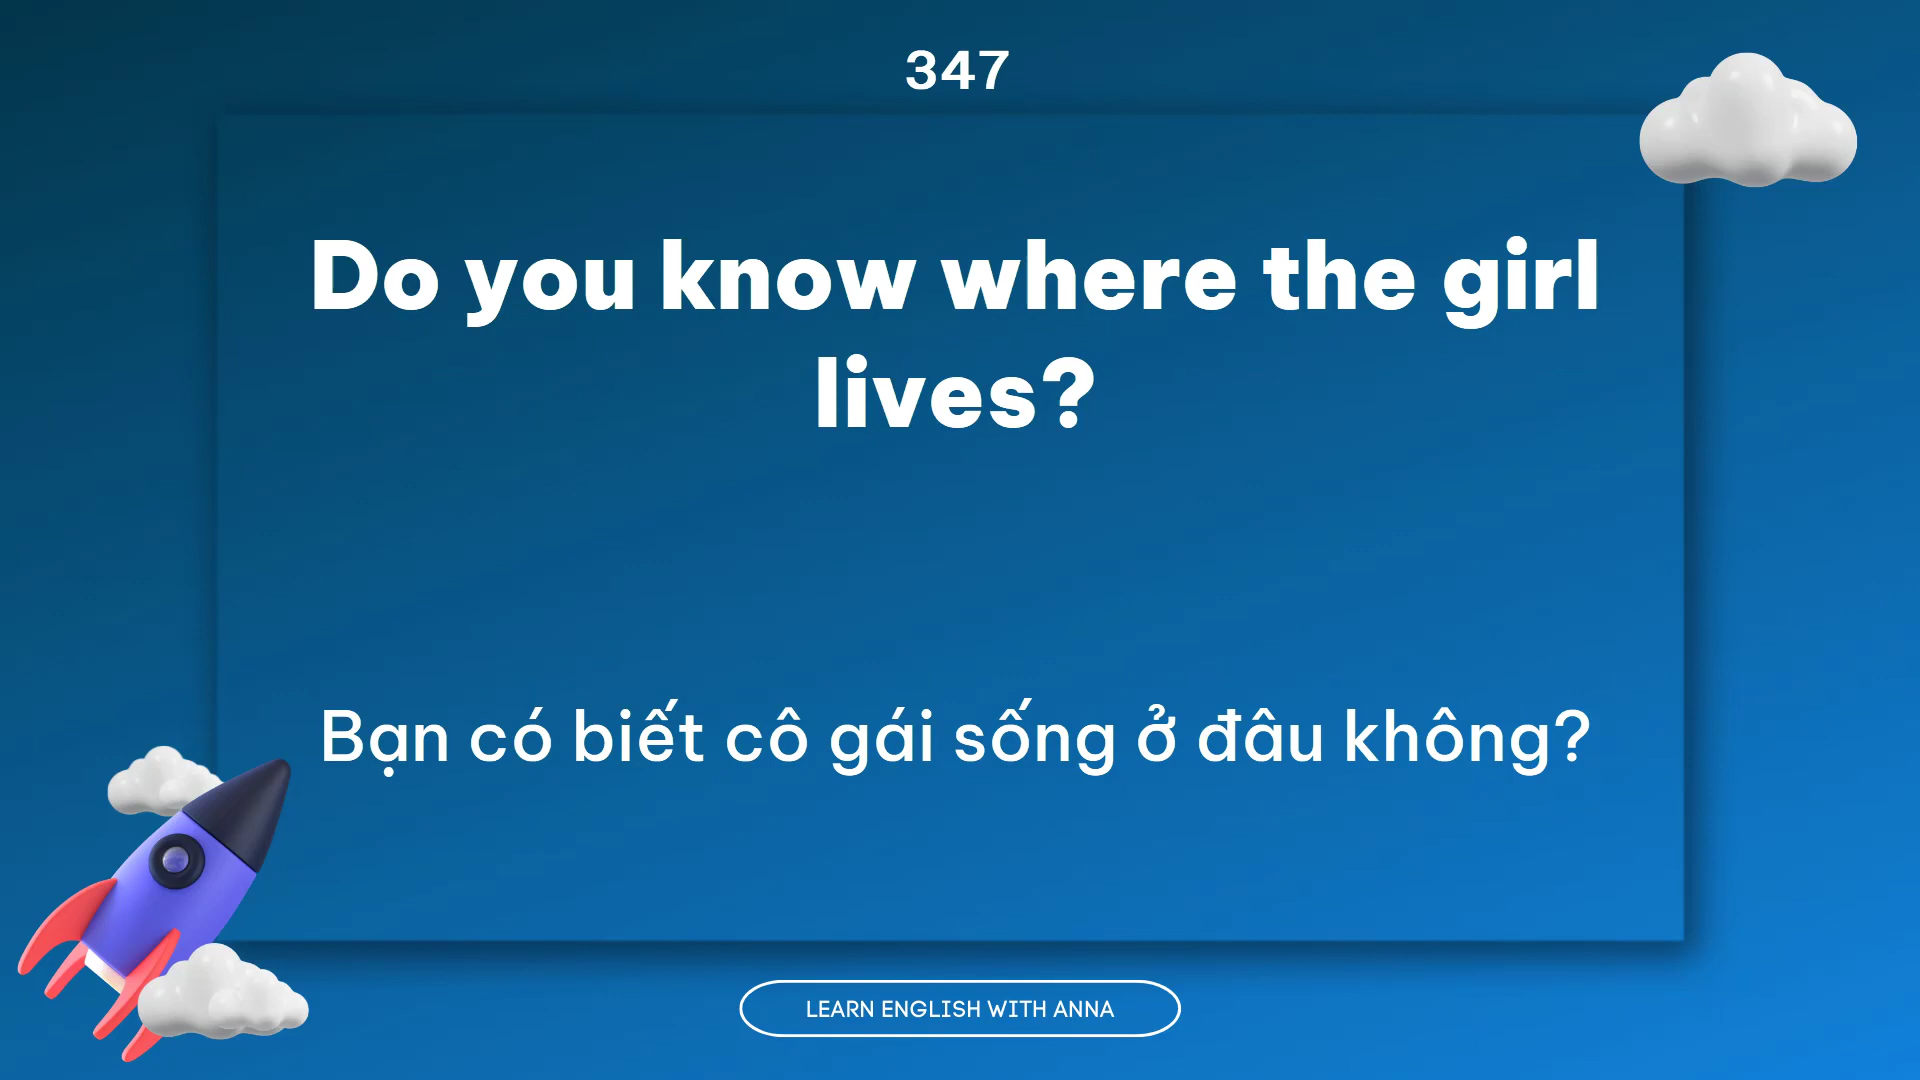 347
Do you know where the girl
lives?
Bạn có biết cô gái sống ở đâu không?
LEARN ENGLISH WITH ANNA